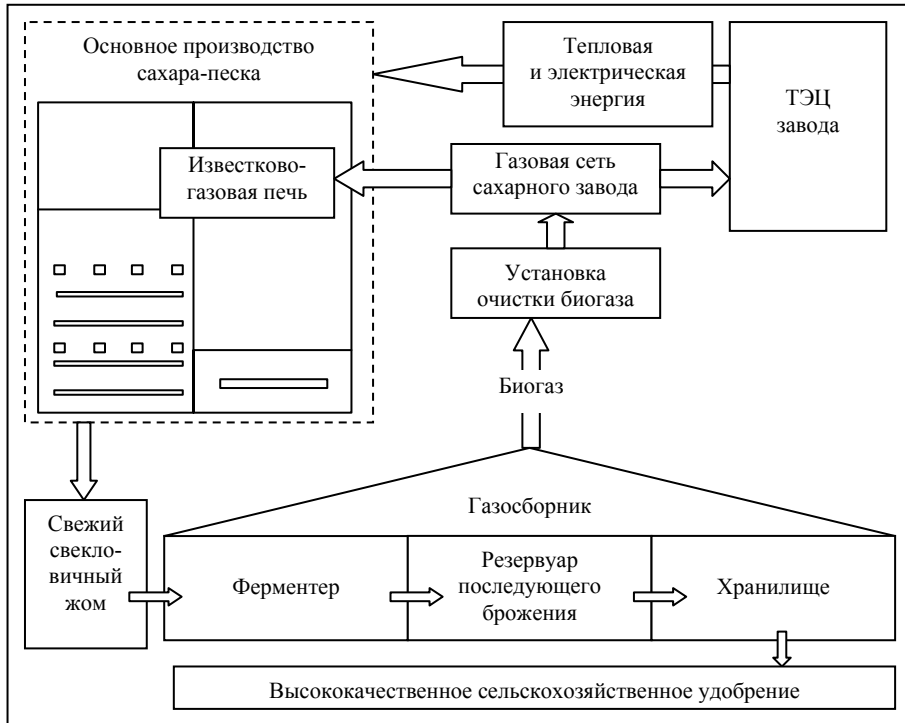 Основное производство
сахара-песка
Тепловая
и электрическая
энергия
ТЭЦ
завода
Известково-
газовая печь
Газовая сеть
сахарного завода
Установка
очистки биогаза
Биогаз
Газосборник
Свежий
свекло-
вичный
жом
Ферментер
Резервуар
последующего
брожения
Хранилище
Высококачественное сельскохозяйственное удобрение